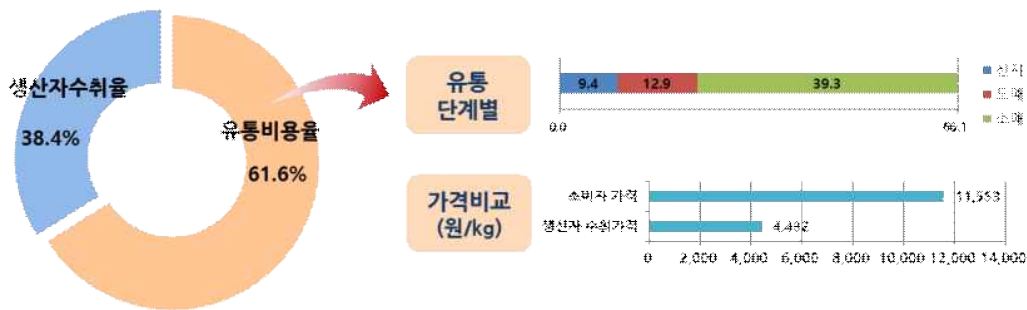 생산자수취율
38.4%
유통비용율
61.6%
유통
단계별
9.4 12.9 39.3
0.0 66.1
산지
도매
소매
가격비교
(원/kg)
소비자 가격
11,553
생산자 수취가격
0 2,000 4,000 6,000 8,000 10,000 12,000 14,000